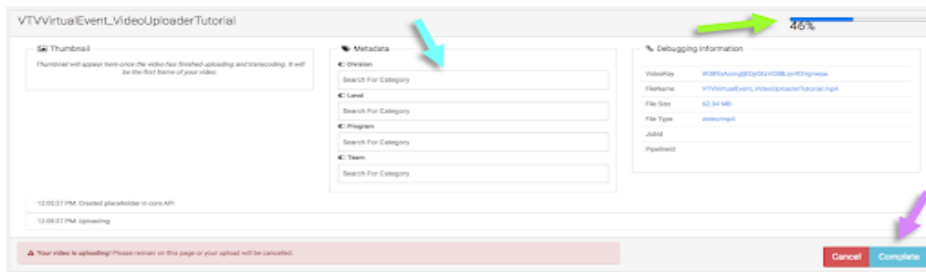 VTVVirtualEvent_VideoUploaderTutorial
46%
Thumbnail
Thumbnail will appear here once the video has finished uploading and transcoding. It will
be the first frame of your video.
Metadata
Division
Search For Category
Level
Search For Category
Program
Search For Category
Team
Search For Category
Debugging Information
VideoKey
FileName VTVVirtualEvent_VideoUploaderTutorial.mp4
File Size 62.94 MB
File Type video/mp4
JobId
PipelineId
12:05:37 PM: Created placeholder in core API
12:05:37 PM: Uploading
Your video is uploading! Please remain on this page or your upload will be cancelled.
Cancel
Complete